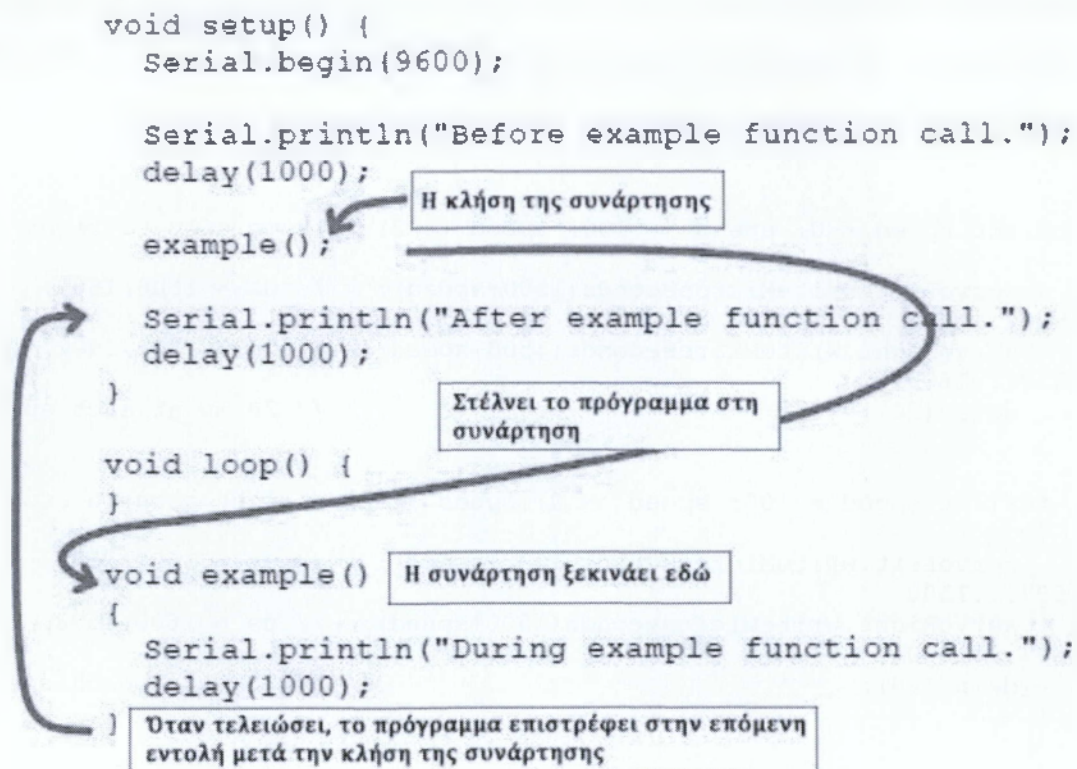 void setup() {
Serial.begin(9600);
Serial.println("Before example function call.");
delay(1000);
Η κλήση της συνάρτησης
example();
Serial.println("After example function call.");
delay(1000);
}
Στέλνει το πρόγραμμα στη
συνάρτηση
void loop() {
}
void example()
Η συνάρτηση ξεκινάει εδώ
{
Serial.println("During example function call.");
delay(1000);
}
Όταν τελειώσει, το πρόγραμμα επιστρέφει στην επόμενη
εντολή μετά την κλήση της συνάρτησης